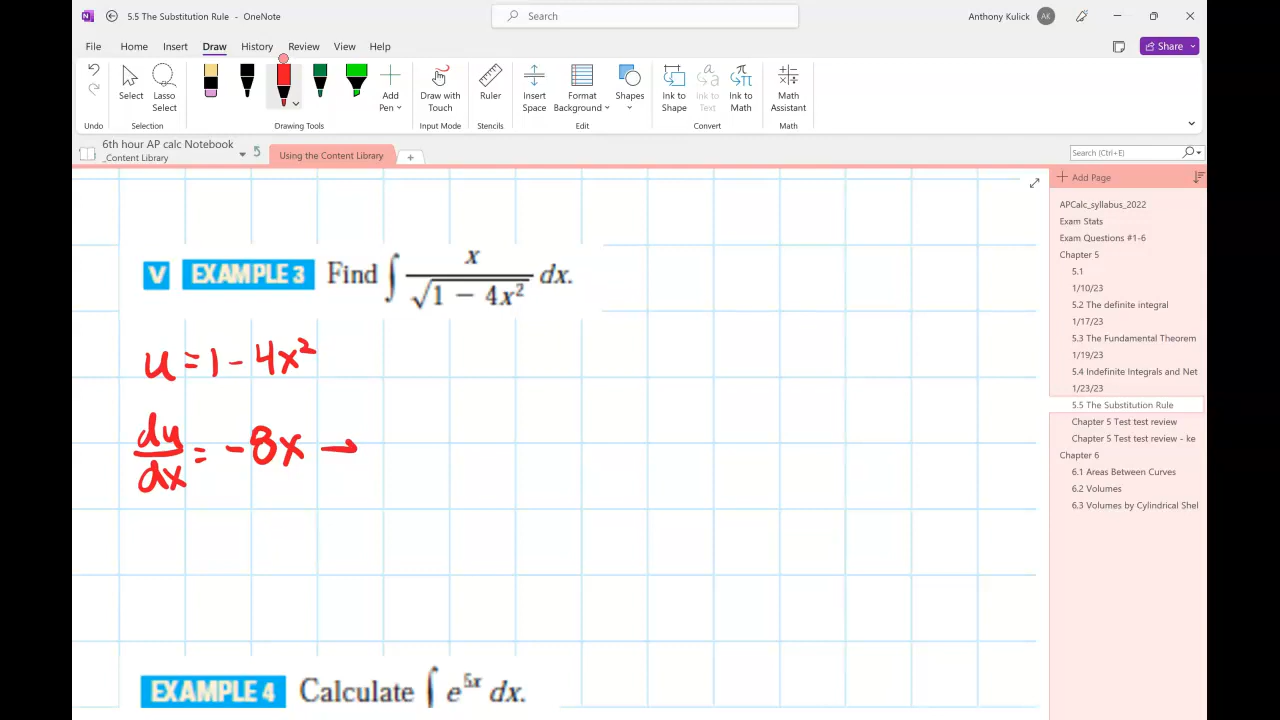 5.5 The Substitution Rule - OneNote
Search
Anthony Kulick AK
File Home Insert Draw History Review View Help
Share
Undo
Select
Lasso Select
Add Pen
Draw with Touch
Ruler
Insert Space
Format Background
Shapes
Ink to Shape
Ink to Text
Ink to Math
Math Assistant
Selection
Drawing Tools
Input Mode
Stencils
Edit
Convert
Math
6th hour AP calc Notebook
_Content Library
Using the Content Library
+
Search (Ctrl+E)
Add Page
APCalc_syllabus_2022
Exam Stats
Exam Questions #1-6
Chapter 5
5.1
1/10/23
5.2 The definite integral
1/17/23
5.3 The Fundamental Theorem
1/19/23
5.4 Indefinite Integrals and Net
1/23/23
5.5 The Substitution Rule
Chapter 5 Test test review
Chapter 5 Test test review - ke
Chapter 6
6.1 Areas Between Curves
6.2 Volumes
6.3 Volumes by Cylindrical Shel
V EXAMPLE 3 Find ∫ x / √(1 − 4x²) dx.
u = 1 - 4x²
du/dx = -8x →
EXAMPLE 4 Calculate ∫ e^5x dx.